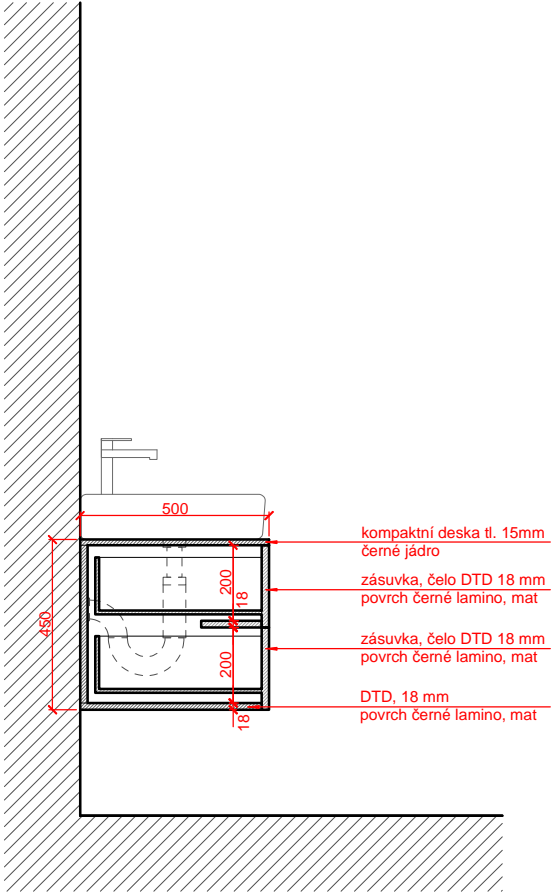 500
kompaktní deska tl. 15mm
černé jádro
zásuvka, čelo DTD 18 mm
povrch černé lamino, mat
200
18
450
zásuvka, čelo DTD 18 mm
povrch černé lamino, mat
200
DTD, 18 mm
povrch černé lamino, mat
18